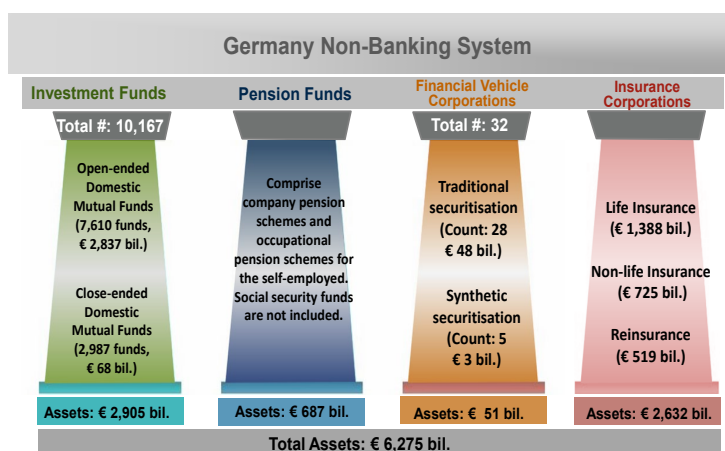 Germany Non-Banking System
Investment Funds
Total #: 10,167
Open-ended
Domestic
Mutual Funds
(7,610 funds,
€ 2,837 bil.)
Close-ended
Domestic
Mutual Funds
(2,987 funds,
€ 68 bil.)
Assets: € 2,905 bil.
Pension Funds
Comprise
company pension
schemes and
occupational
pension schemes for
the self-employed.
Social security funds
are not included.
Assets: € 687 bil.
Financial Vehicle
Corporations
Total #: 32
Traditional
securitisation
(Count: 28
€ 48 bil.)
Synthetic
securitisation
(Count: 5
€ 3 bil.)
Assets: € 51 bil.
Insurance
Corporations
Life Insurance
(€ 1,388 bil.)
Non-life Insurance
(€ 725 bil.)
Reinsurance
(€ 519 bil.)
Assets: € 2,632 bil.
Total Assets: € 6,275 bil.